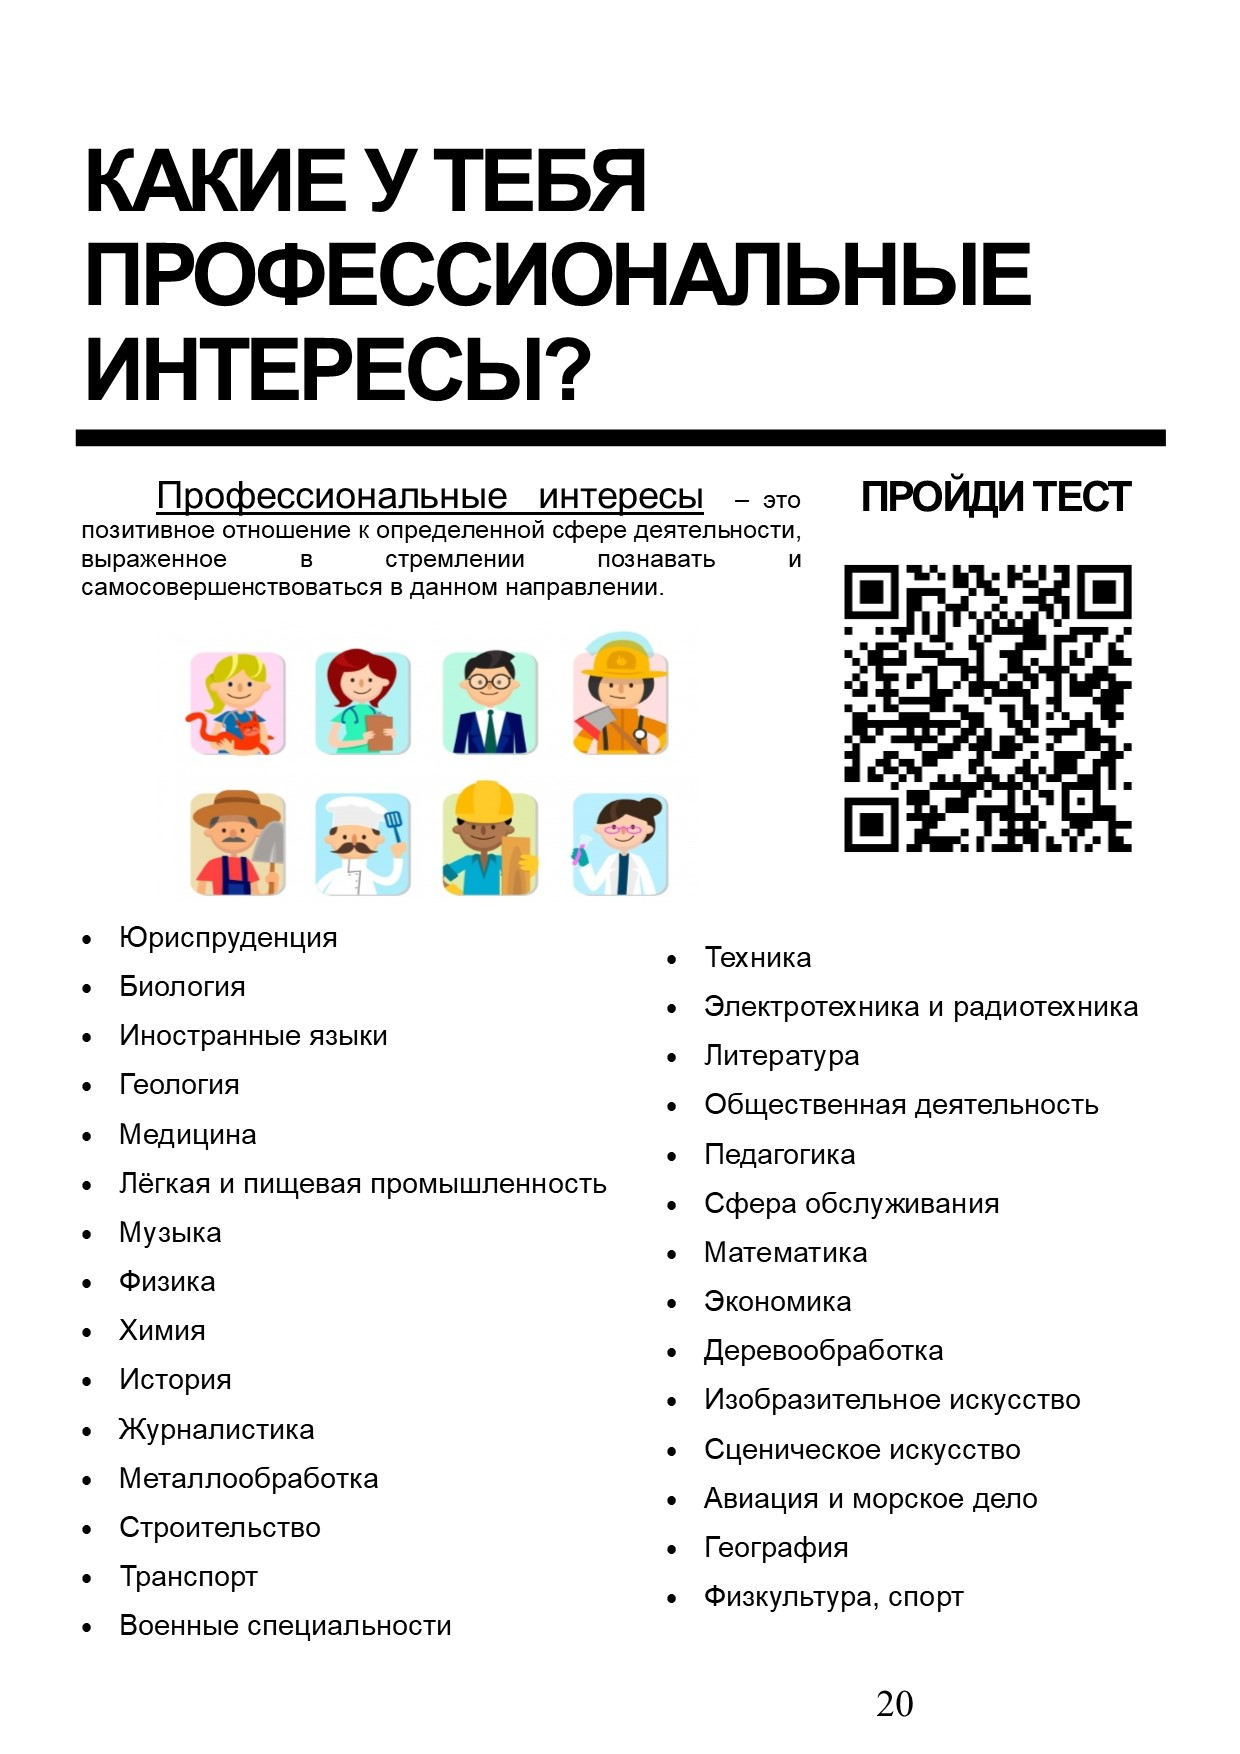 КАКИЕ У ТЕБЯ
ПРОФЕССИОНАЛЬНЫЕ
ИНТЕРЕСЫ?
Профессиональные интересы – это
позитивное отношение к определенной сфере деятельности,
выраженное в стремлении познавать и
самосовершенствоваться в данном направлении.
ПРОЙДИ ТЕСТ
• Юриспруденция
• Биология
• Иностранные языки
• Геология
• Медицина
• Лёгкая и пищевая промышленность
• Музыка
• Физика
• Химия
• История
• Журналистика
• Металлообработка
• Строительство
• Транспорт
• Военные специальности
• Техника
• Электротехника и радиотехника
• Литература
• Общественная деятельность
• Педагогика
• Сфера обслуживания
• Математика
• Экономика
• Деревообработка
• Изобразительное искусство
• Сценическое искусство
• Авиация и морское дело
• География
• Физкультура, спорт
20